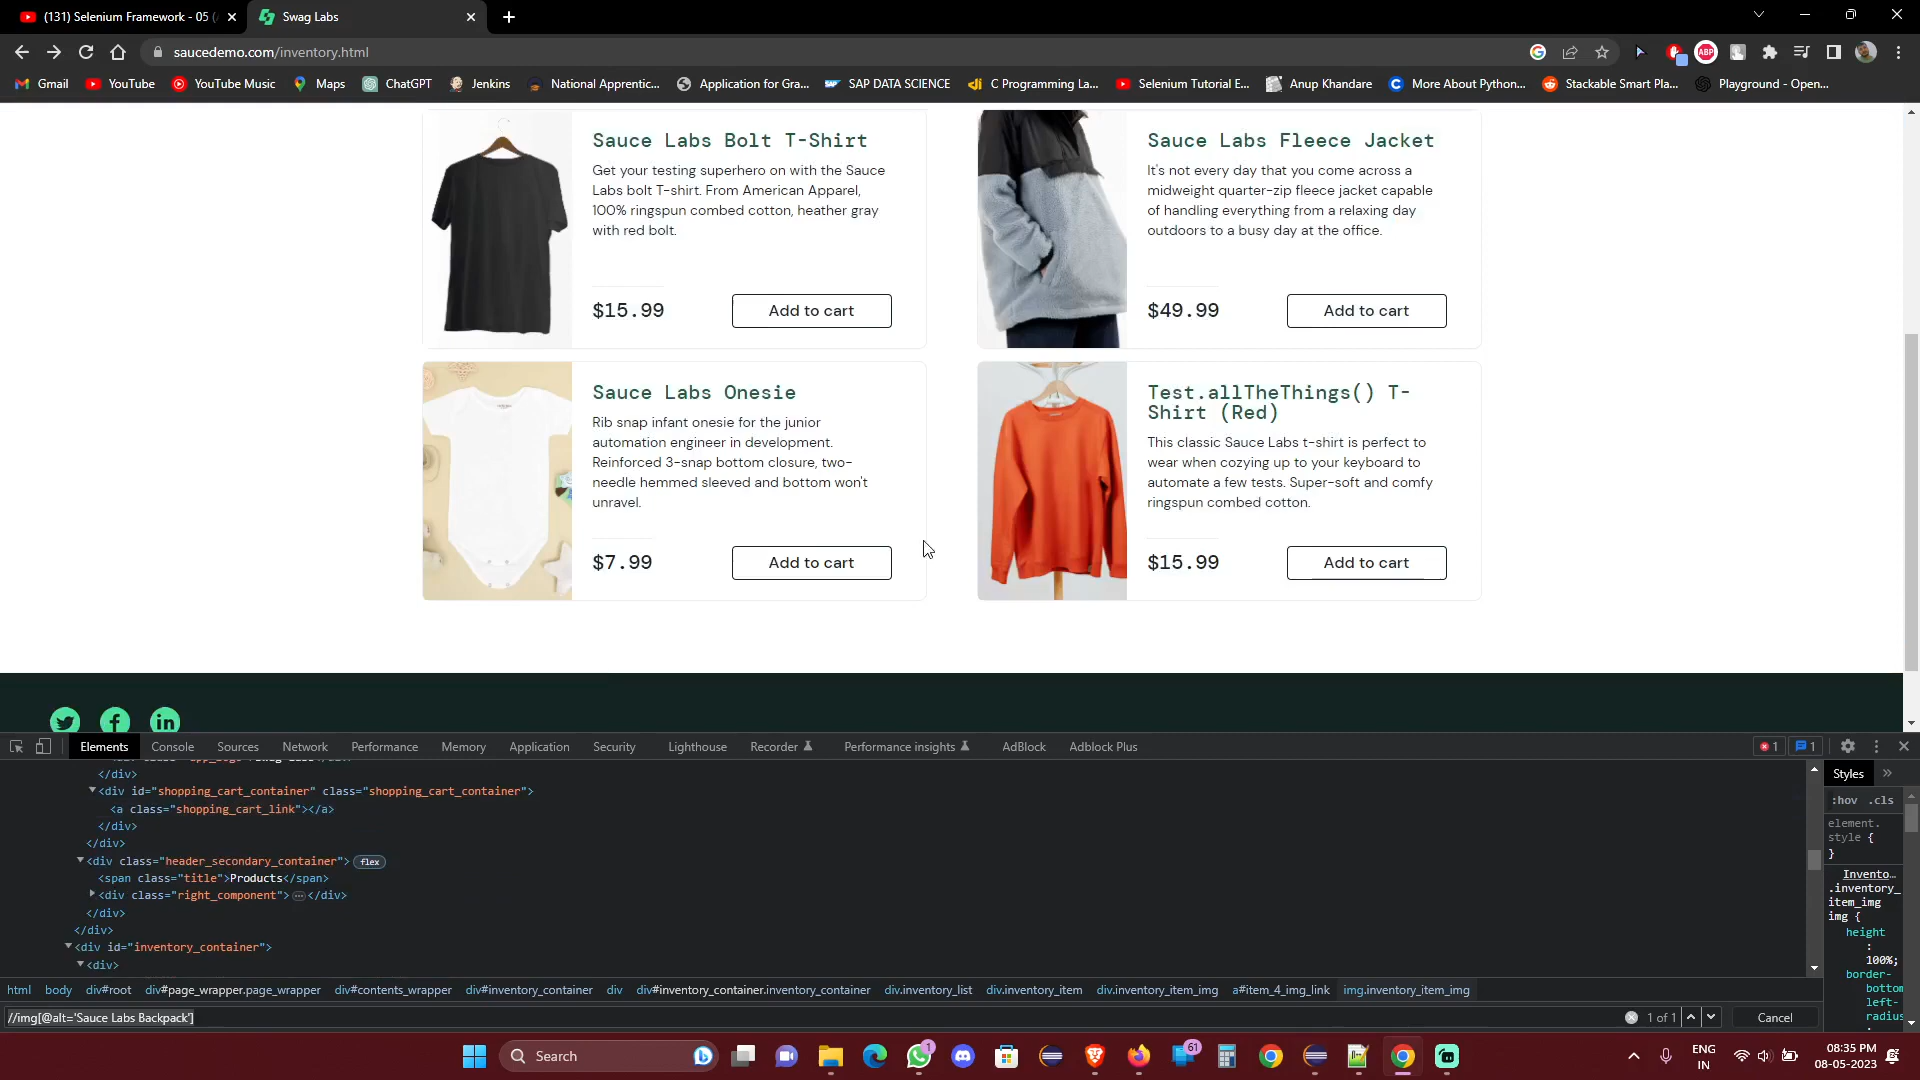 (131) Selenium Framework - 05 (
Swag Labs
saucedemo.com/inventory.html
Gmail
YouTube
YouTube Music
Maps
ChatGPT
Jenkins
National Apprentic...
Application for Gra...
SAP DATA SCIENCE
C Programming La...
Selenium Tutorial E...
Anup Khandare
More About Python...
Stackable Smart Pla...
Playground - Open...
Sauce Labs Bolt T-Shirt
Get your testing superhero on with the Sauce
Labs bolt T-shirt. From American Apparel,
100% ringspun combed cotton, heather gray
with red bolt.
$15.99
Add to cart
Sauce Labs Fleece Jacket
It's not every day that you come across a
midweight quarter-zip fleece jacket capable
of handling everything from a relaxing day
outdoors to a busy day at the office.
$49.99
Add to cart
Sauce Labs Onesie
Rib snap infant onesie for the junior
automation engineer in development.
Reinforced 3-snap bottom closure, two-
needle hemmed sleeved and bottom won't
unravel.
$7.99
Add to cart
Test.allTheThings() T-
Shirt (Red)
This classic Sauce Labs t-shirt is perfect to
wear when cozying up to your keyboard to
automate a few tests. Super-soft and comfy
ringspun combed cotton.
$15.99
Add to cart
Elements
Console
Sources
Network
Performance
Memory
Application
Security
Lighthouse
Recorder
Performance insights
AdBlock
Adblock Plus
1
1
</div>
<div id="shopping_cart_container" class="shopping_cart_container">
<a class="shopping_cart_link"></a>
</div>
</div>
<div class="header_secondary_container"> flex
<span class="title">Products</span>
<div class="right_component"> ⋯ </div>
</div>
</div>
<div id="inventory_container">
<div>
Styles »
:hov .cls
element.
style {
}
Invento...
.inventory_
item_img
img {
height
:
100%;
border-
bottom
left-
radius
:
html body div#root div#page_wrapper.page_wrapper div#contents_wrapper div#inventory_container div div#inventory_container.inventory_container div.inventory_list div.inventory_item div.inventory_item_img a#item_4_img_link img.inventory_item_img
//img[@alt='Sauce Labs Backpack']
1 of 1
Cancel
Search
1
61
ENG
IN
08:35 PM
08-05-2023